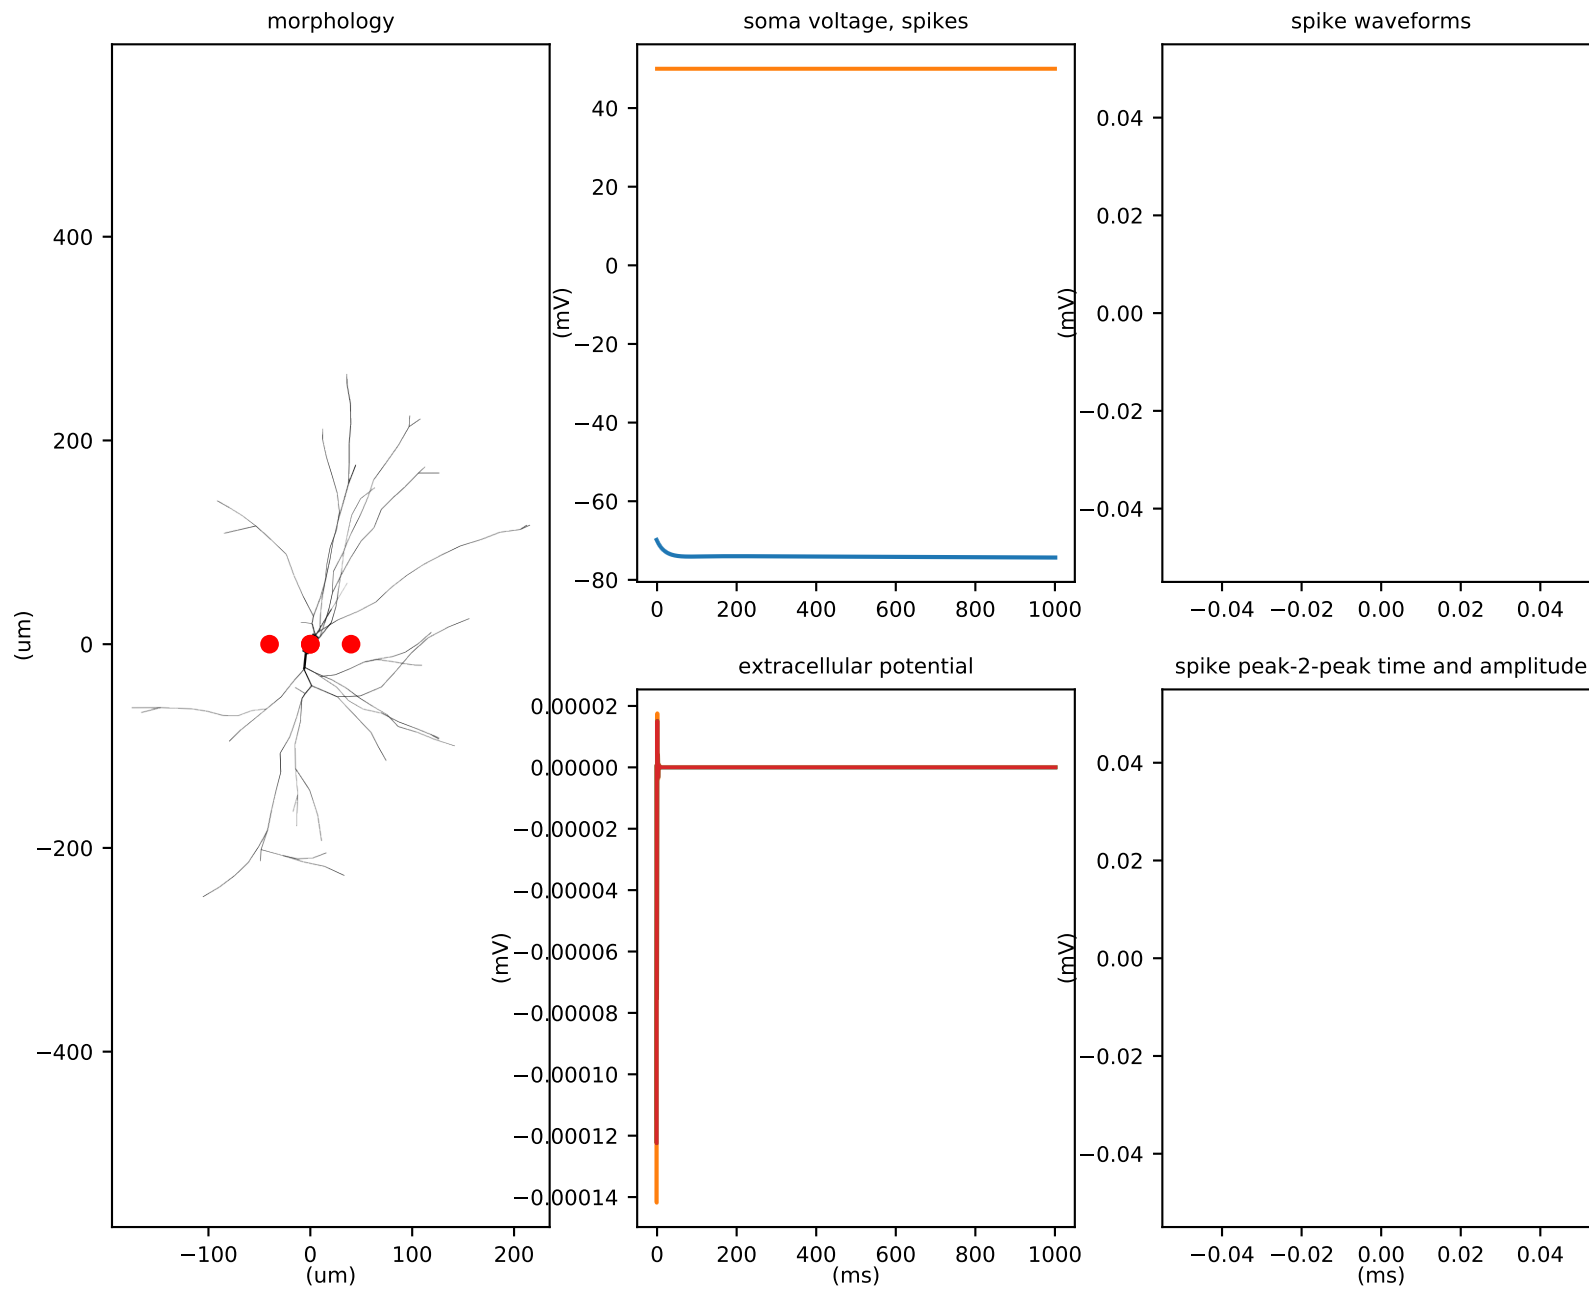 morphology
400
200
0
−200
−400
(um)
−100 0 100 200
(um)
soma voltage, spikes
40
20
0
−20
−40
−60
−80
(mV)
0 200 400 600 800 1000
spike waveforms
0.04
0.02
0.00
−0.02
−0.04
(mV)
−0.04 −0.02 0.00 0.02 0.04
extracellular potential
0.00002
0.00000
−0.00002
−0.00004
−0.00006
−0.00008
−0.00010
−0.00012
−0.00014
(mV)
0 200 400 600 800 1000
(ms)
spike peak-2-peak time and amplitude
0.04
0.02
0.00
−0.02
−0.04
(mV)
−0.04 −0.02 0.00 0.02 0.04
(ms)